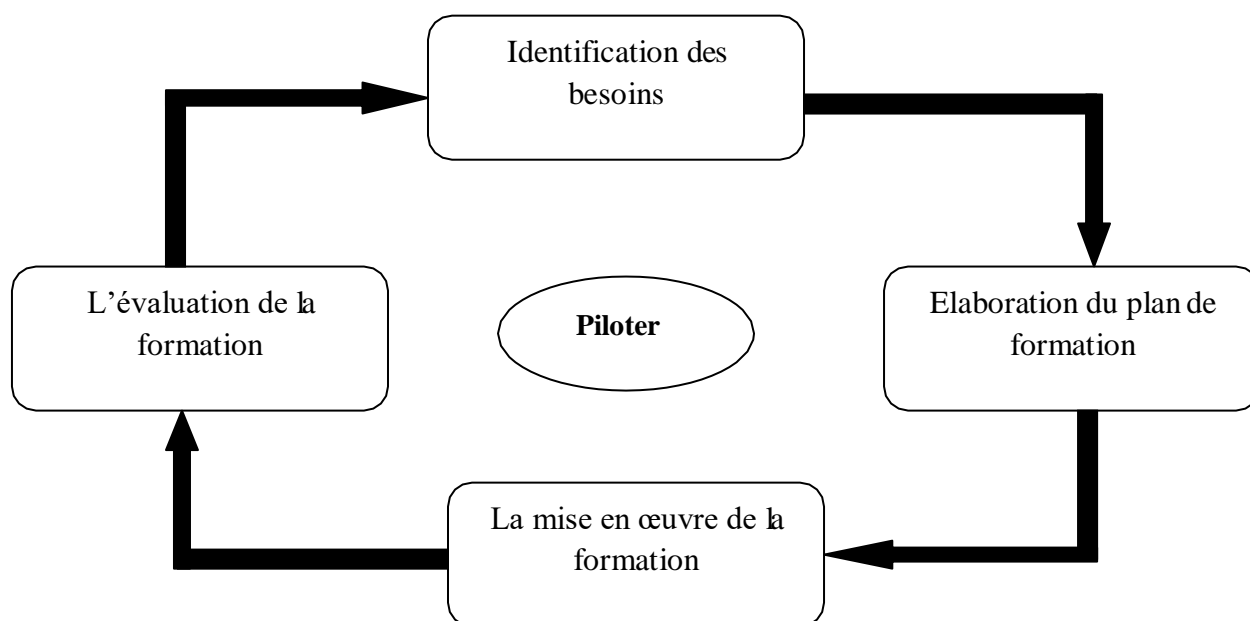 Identification des
besoins
L’évaluation de la
formation
Piloter
Elaboration du plan de
formation
La mise en œuvre de la
formation